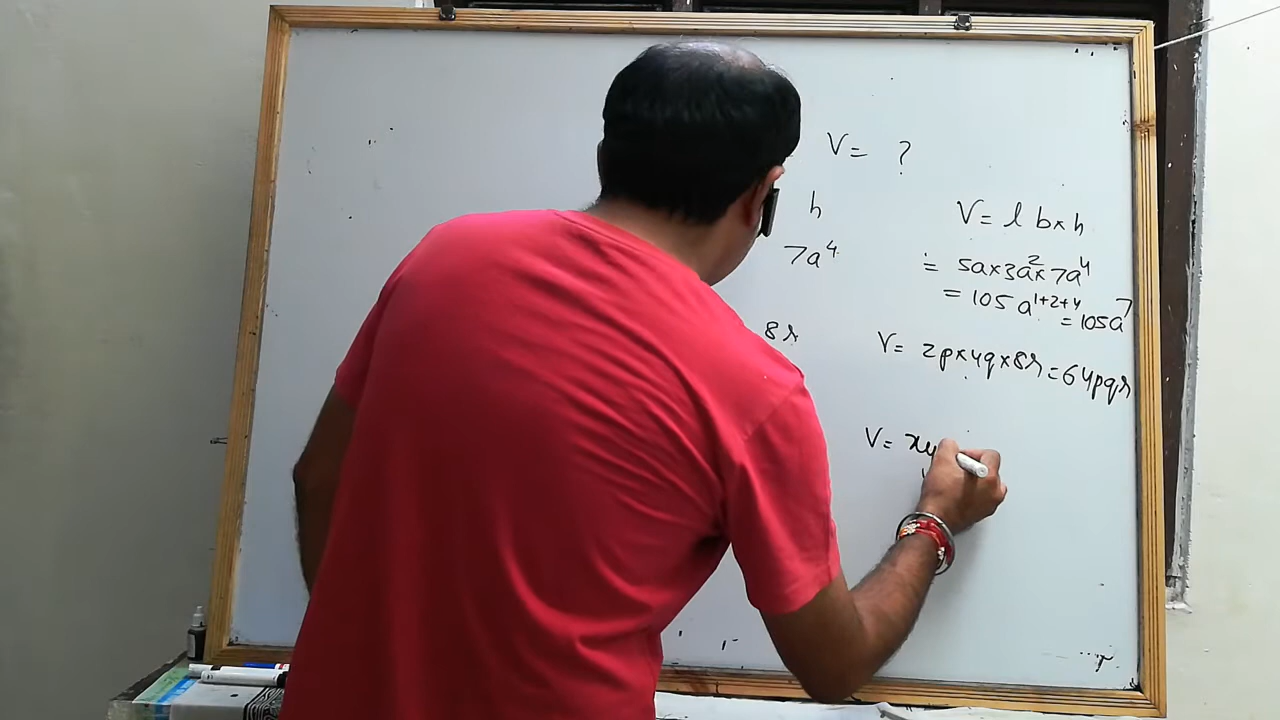 V = ?
h
V = l b x h
7a⁴
= 5a x 3a² x 7a⁴
= 105 a¹⁺²⁺⁴ = 105a⁷
8r
V = 2p x 4q x 8r = 64pqr
V = xy